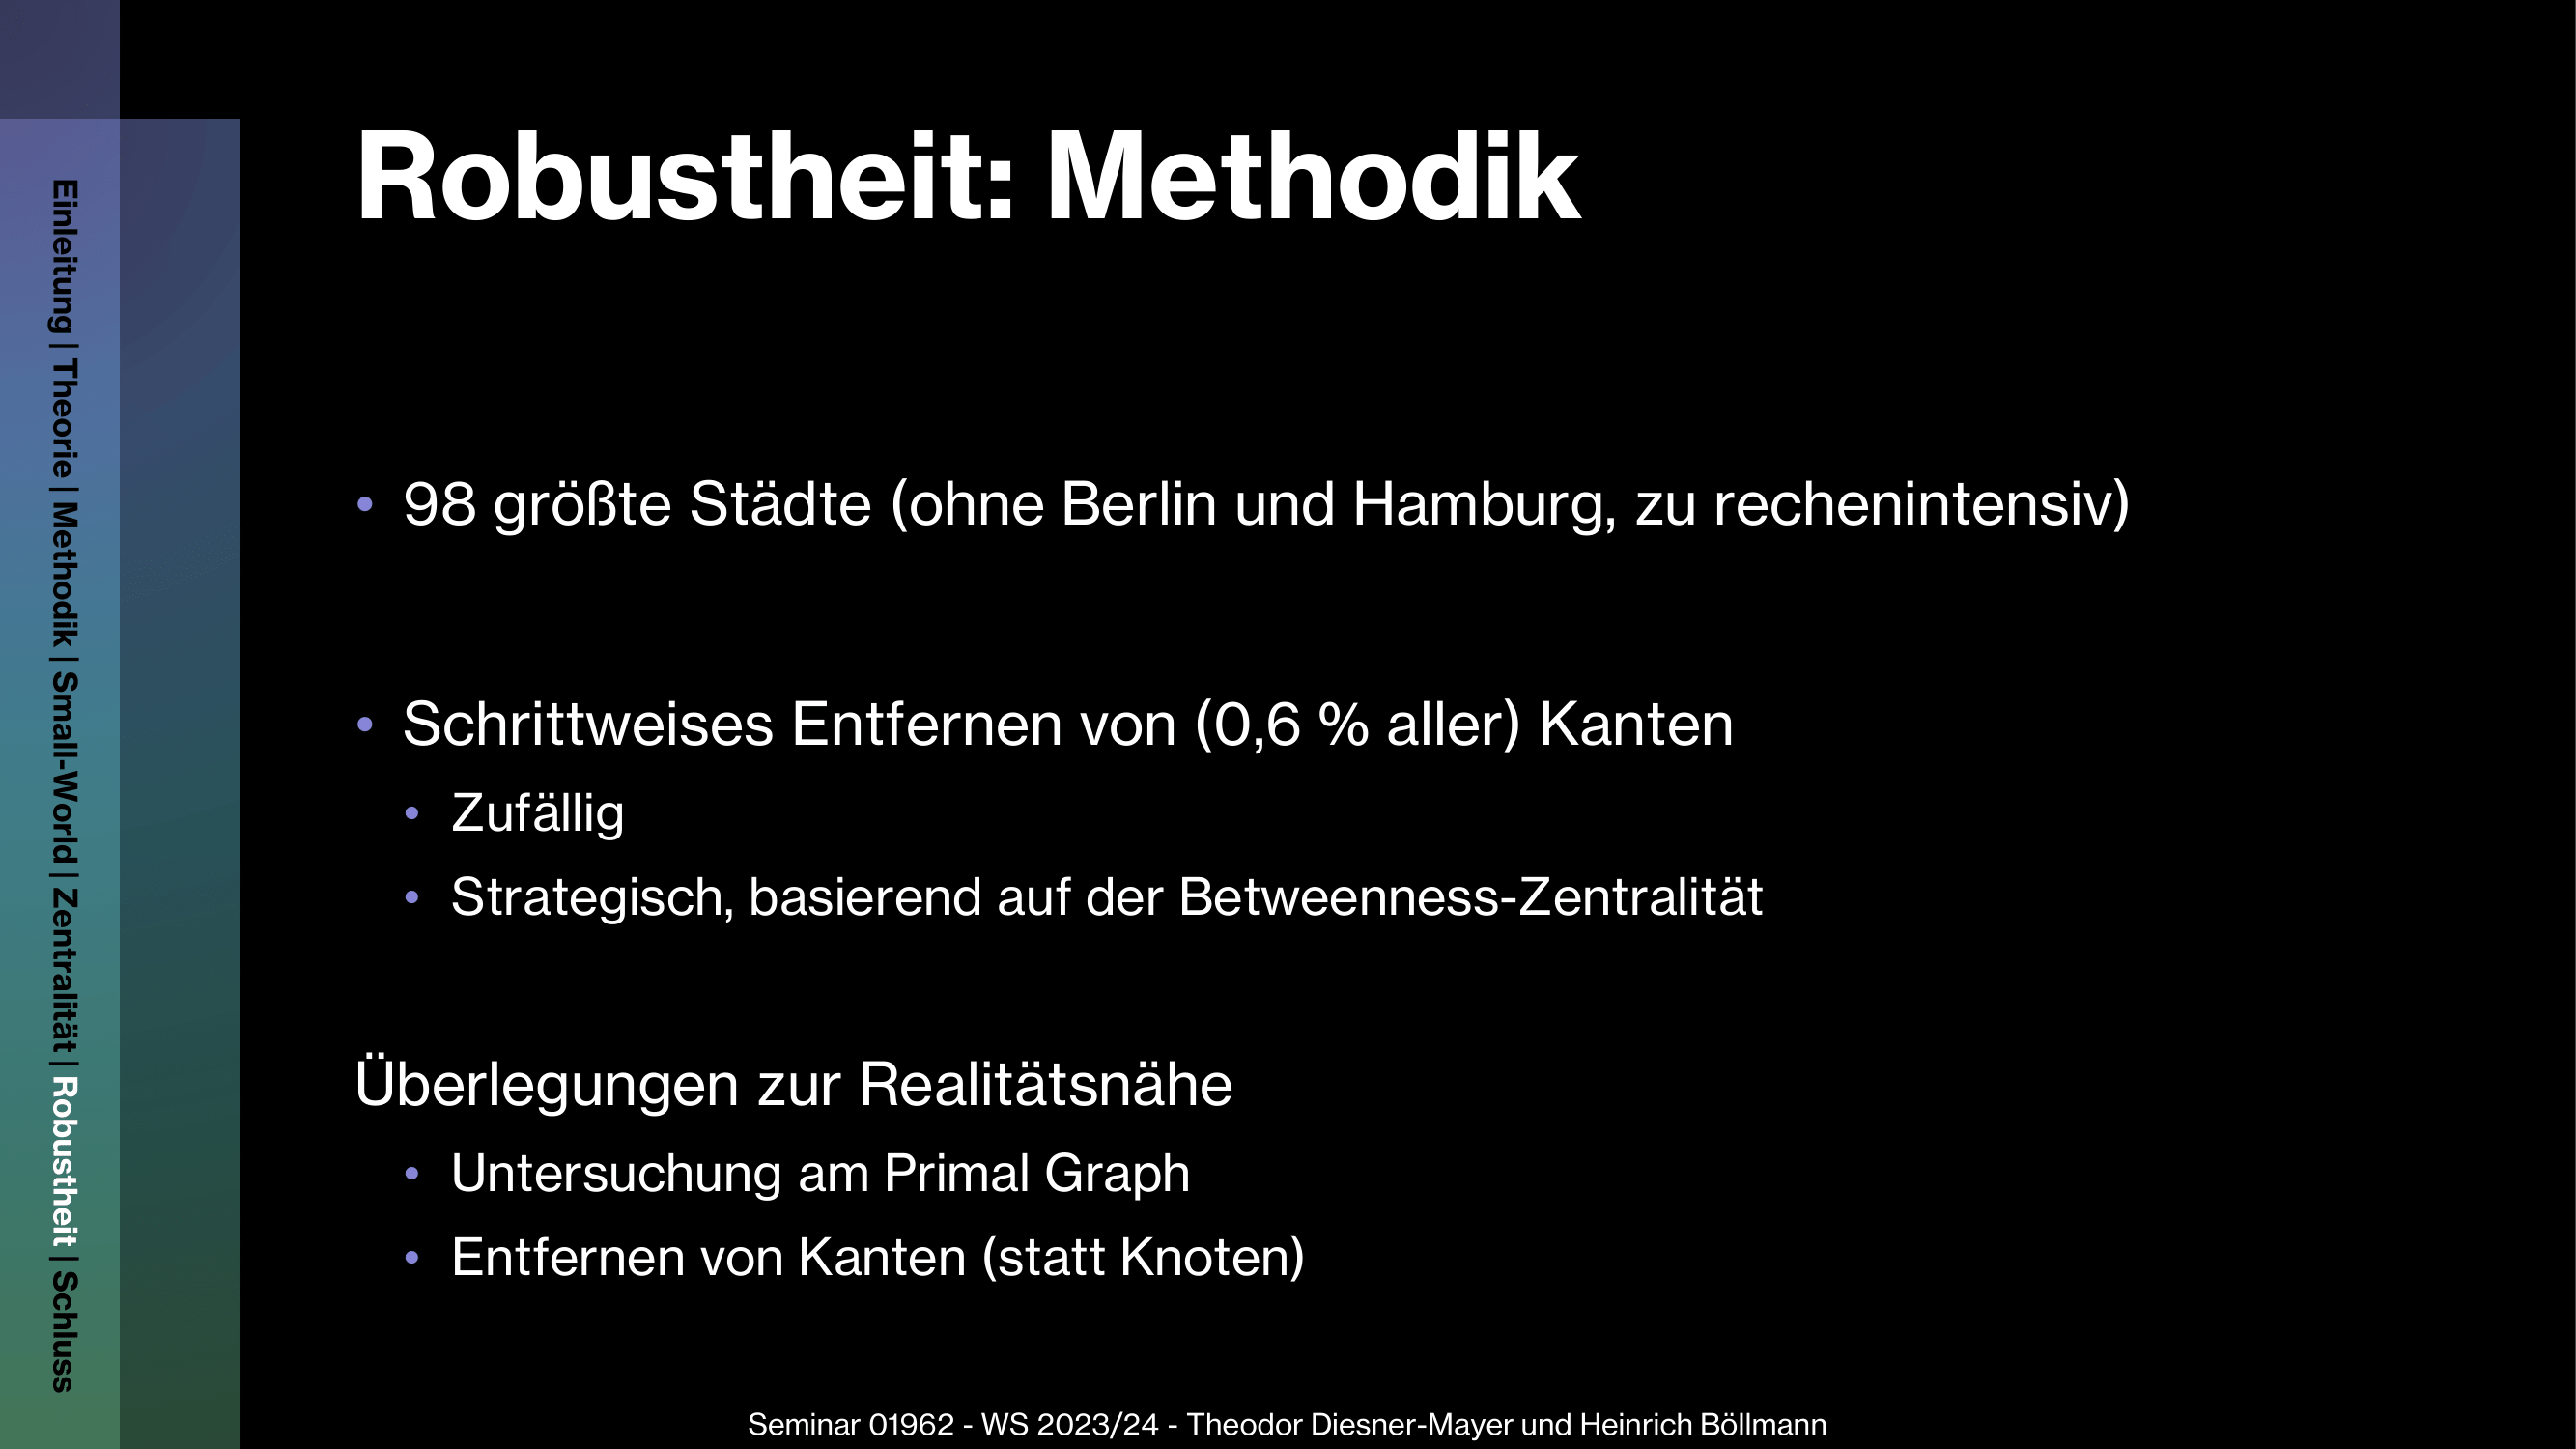 Robustheit: Methodik
Einleitung | Theorie | Methodik | Small-World | Zentralität | Robustheit | Schluss
• 98 größte Städte (ohne Berlin und Hamburg, zu rechenintensiv)
• Schrittweises Entfernen von (0,6 % aller) Kanten
• Zufällig
• Strategisch, basierend auf der Betweenness-Zentralität
Überlegungen zur Realitätsnähe
• Untersuchung am Primal Graph
• Entfernen von Kanten (statt Knoten)
Seminar 01962 - WS 2023/24 - Theodor Diesner-Mayer und Heinrich Böllmann